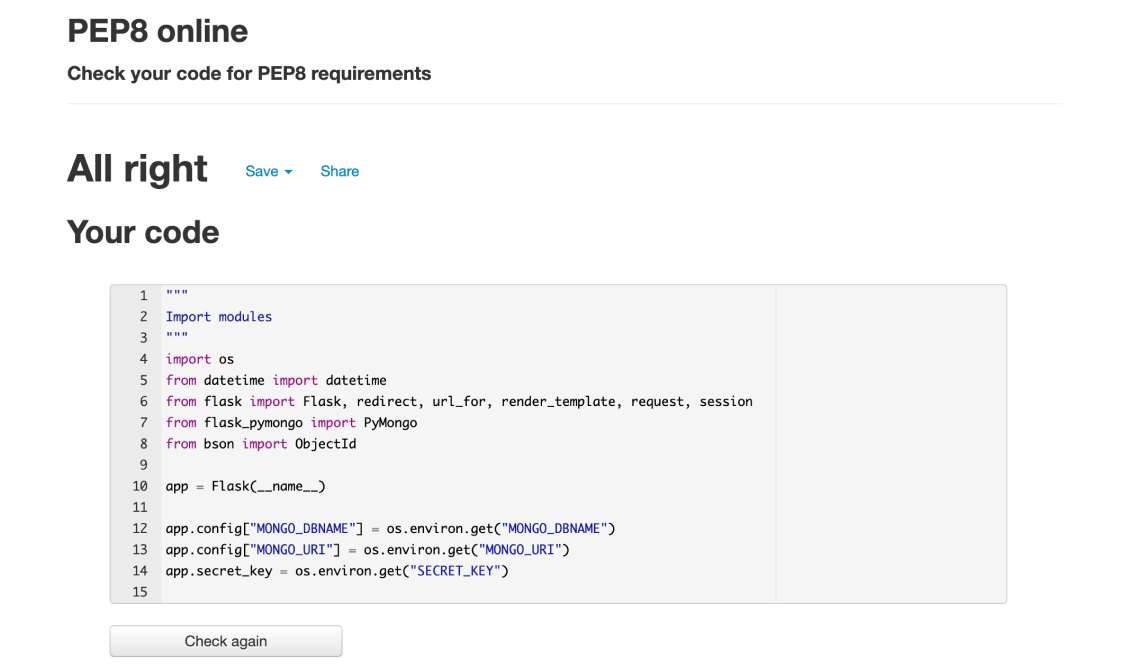 PEP8 online
Check your code for PEP8 requirements
All right Save Share
Your code
1 """
2 Import modules
3 """
4 import os
5 from datetime import datetime
6 from flask import Flask, redirect, url_for, render_template, request, session
7 from flask_pymongo import PyMongo
8 from bson import ObjectId
9
10 app = Flask(__name__)
11
12 app.config["MONGO_DBNAME"] = os.environ.get("MONGO_DBNAME")
13 app.config["MONGO_URI"] = os.environ.get("MONGO_URI")
14 app.secret_key = os.environ.get("SECRET_KEY")
15
Check again